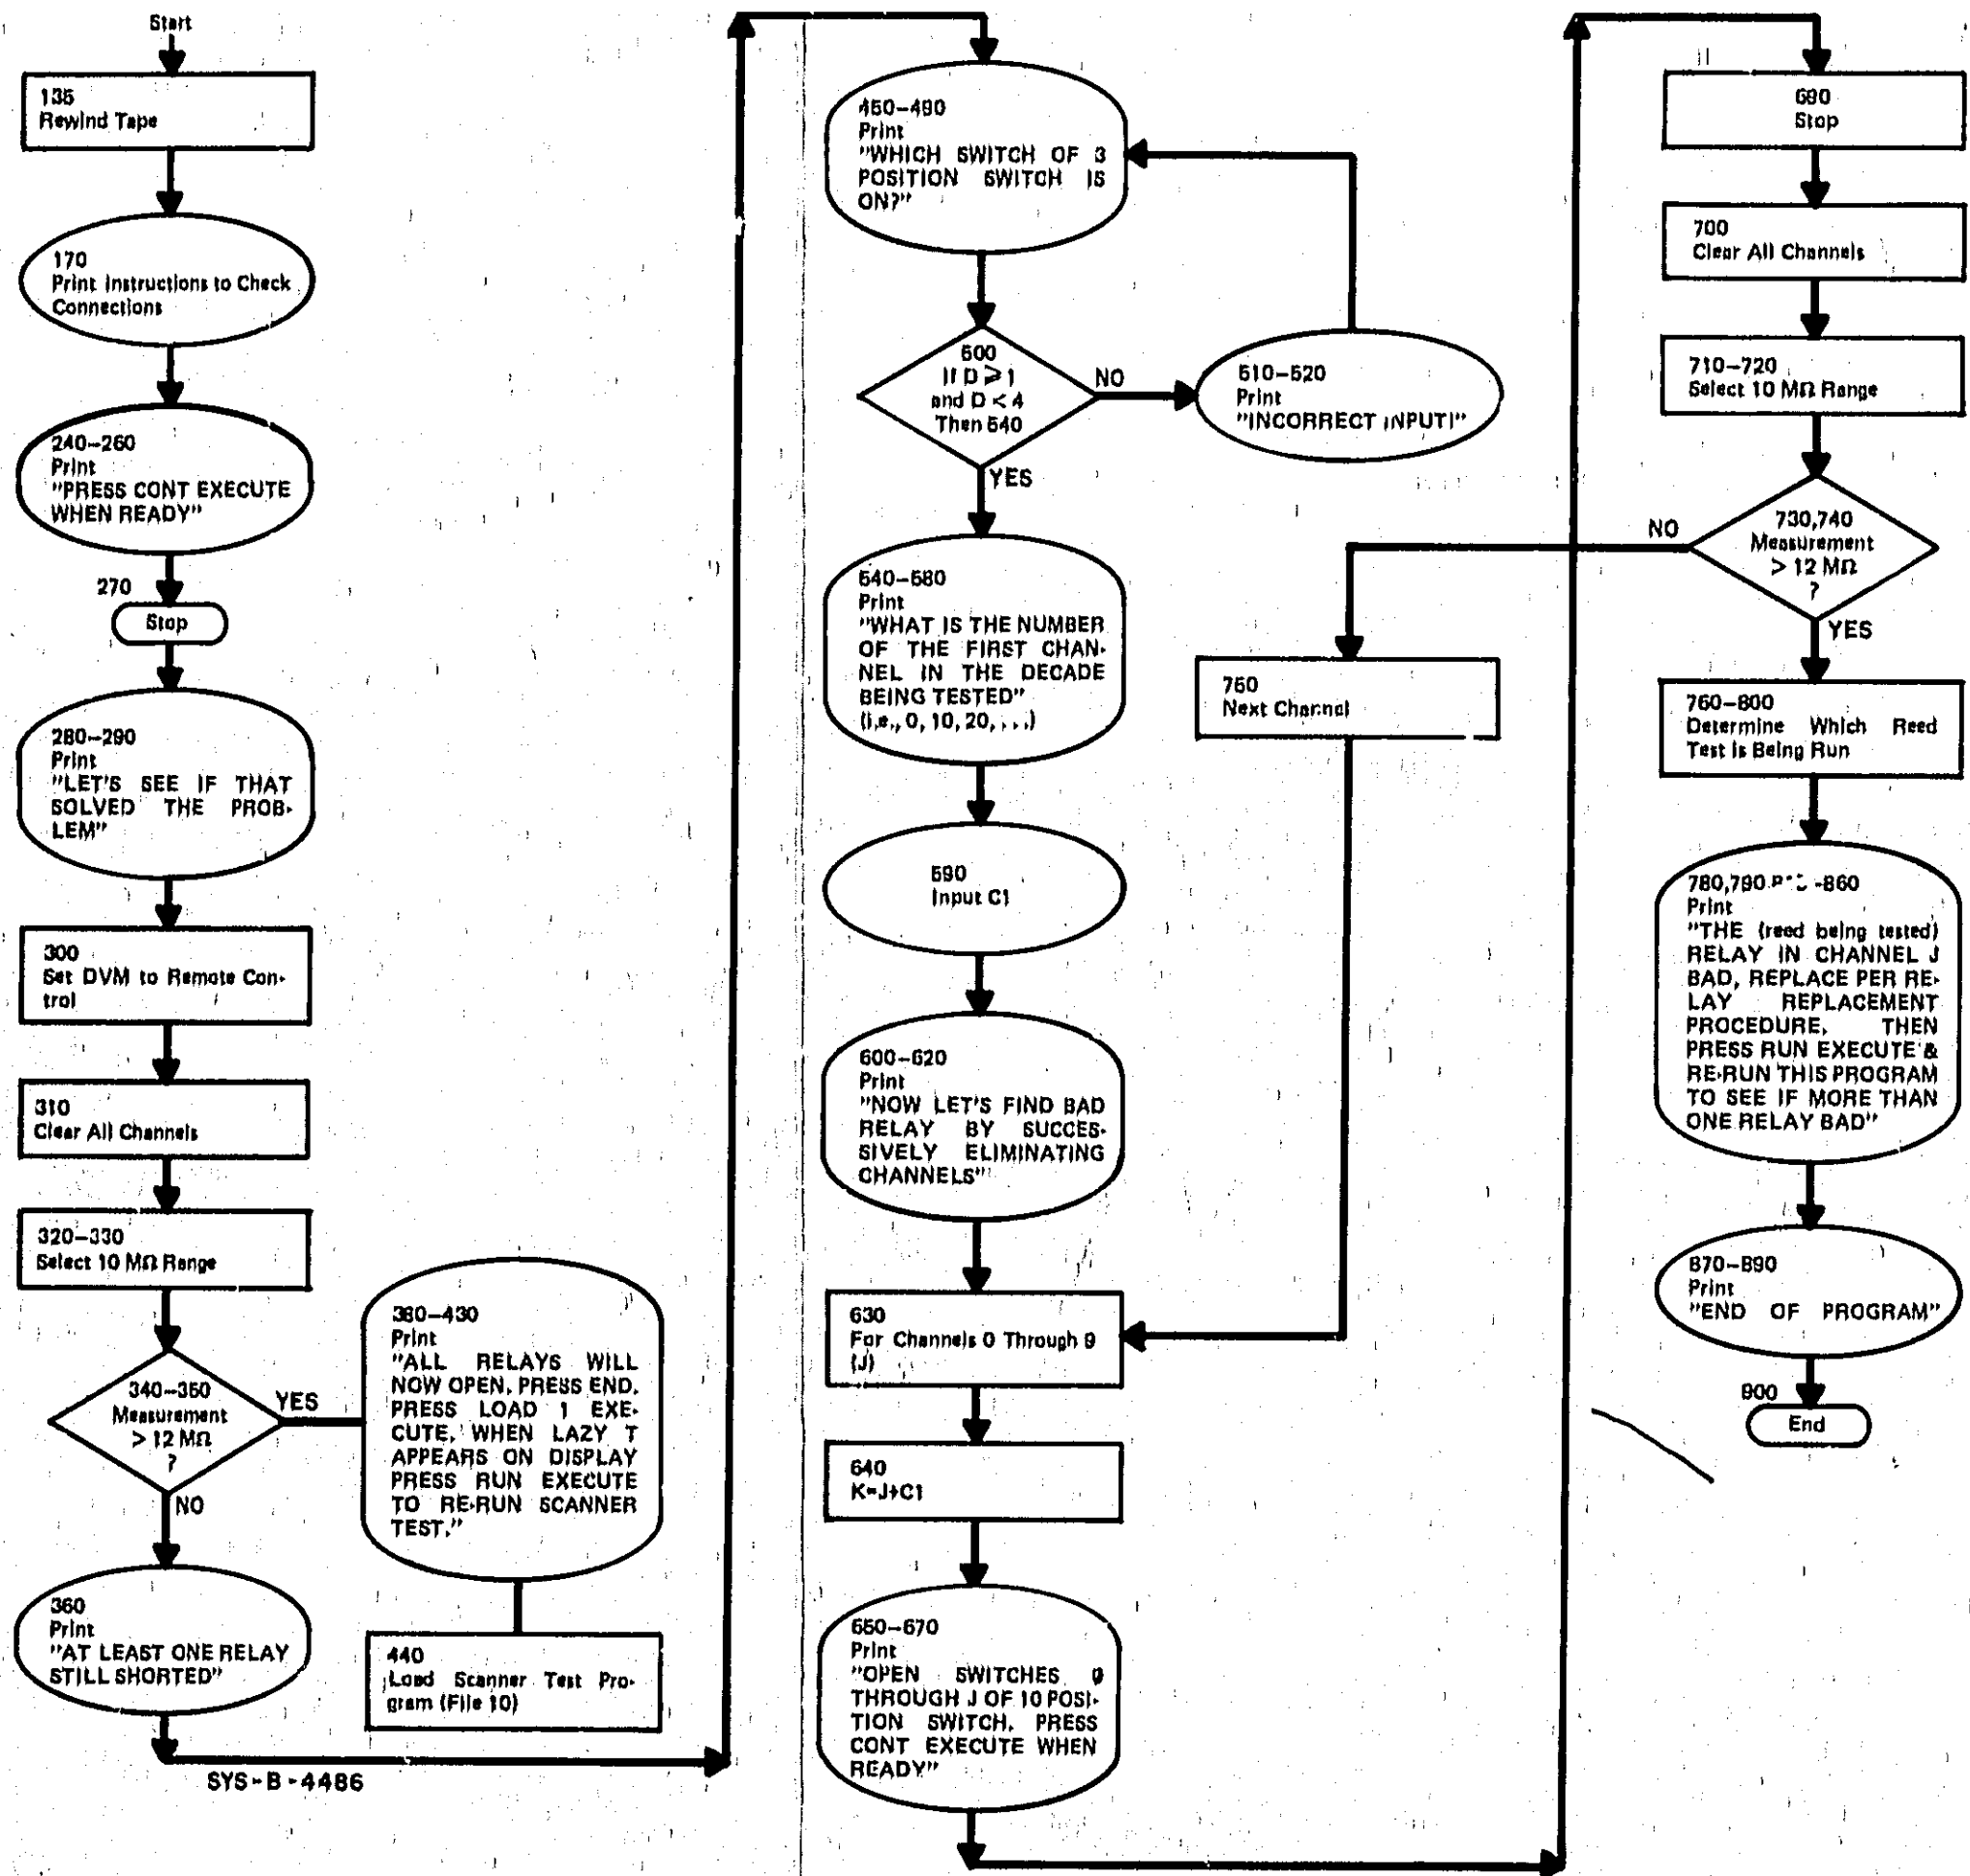 Start
135
Rewind Tape
170
Print Instructions to Check
Connections
240-260
Print
"PRESS CONT EXECUTE
WHEN READY"
270
Stop
280-290
Print
"LET'S SEE IF THAT
SOLVED THE PROB-
LEM"
300
Set DVM to Remote Con-
trol
310
Clear All Channels
320-330
Select 10 MΩ Range
340-350
Measurement
> 12 MΩ
?
YES
NO
360
Print
"AT LEAST ONE RELAY
STILL SHORTED"
380-430
Print
"ALL RELAYS WILL
NOW OPEN. PRESS END.
PRESS LOAD 1 EXE-
CUTE. WHEN LAZY T
APPEARS ON DISPLAY
PRESS RUN EXECUTE
TO RE-RUN SCANNER
TEST."
440
Load Scanner Test Pro-
gram (File 10)
SYS-B-4486
450-490
Print
"WHICH SWITCH OF 3
POSITION SWITCH IS
ON?"
500
If D ⩾ 1
and D < 4
Then 540
NO
YES
510-520
Print
"INCORRECT INPUT!"
540-580
Print
"WHAT IS THE NUMBER
OF THE FIRST CHAN-
NEL IN THE DECADE
BEING TESTED"
(i.e., 0, 10, 20, . . .)
590
Input C1
600-620
Print
"NOW LET'S FIND BAD
RELAY BY SUCCES-
SIVELY ELIMINATING
CHANNELS"
630
For Channels 0 Through 9
(J)
640
K=J+C1
650-670
Print
"OPEN SWITCHES 0
THROUGH J OF 10 POSI-
TION SWITCH. PRESS
CONT EXECUTE WHEN
READY"
750
Next Channel
690
Stop
700
Clear All Channels
710-720
Select 10 MΩ Range
730,740
Measurement
> 12 MΩ
?
NO
YES
760-800
Determine Which Reed
Test is Being Run
780,790 -860
Print
"THE (reed being tested)
RELAY IN CHANNEL J
BAD, REPLACE PER RE-
LAY REPLACEMENT
PROCEDURE. THEN
PRESS RUN EXECUTE &
RE-RUN THIS PROGRAM
TO SEE IF MORE THAN
ONE RELAY BAD"
870-890
Print
"END OF PROGRAM"
900
End